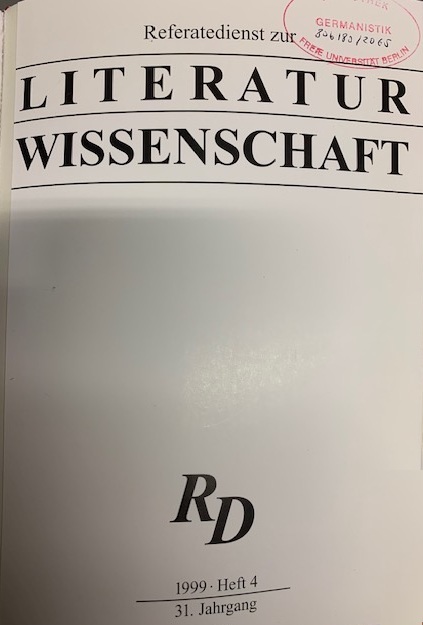 Referatedienst zur
GERMANISTIK
FREIE UNIVERSITÄT BERLIN
LITERATUR
WISSENSCHAFT
RD
1999 · Heft 4
31. Jahrgang